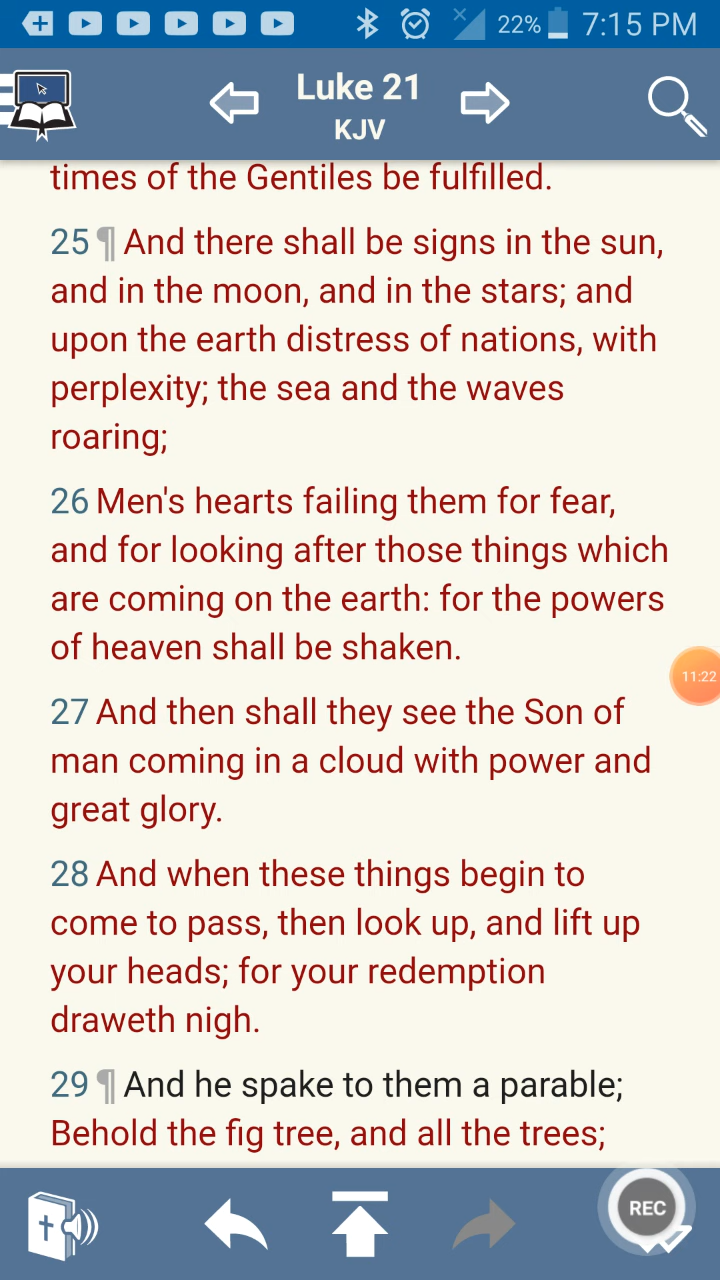 22% 7:15 PM
Luke 21
KJV
times of the Gentiles be fulfilled.
25 ¶ And there shall be signs in the sun,
and in the moon, and in the stars; and
upon the earth distress of nations, with
perplexity; the sea and the waves
roaring;
26 Men's hearts failing them for fear,
and for looking after those things which
are coming on the earth: for the powers
of heaven shall be shaken.
11:22
27 And then shall they see the Son of
man coming in a cloud with power and
great glory.
28 And when these things begin to
come to pass, then look up, and lift up
your heads; for your redemption
draweth nigh.
29 ¶ And he spake to them a parable;
Behold the fig tree, and all the trees;
REC